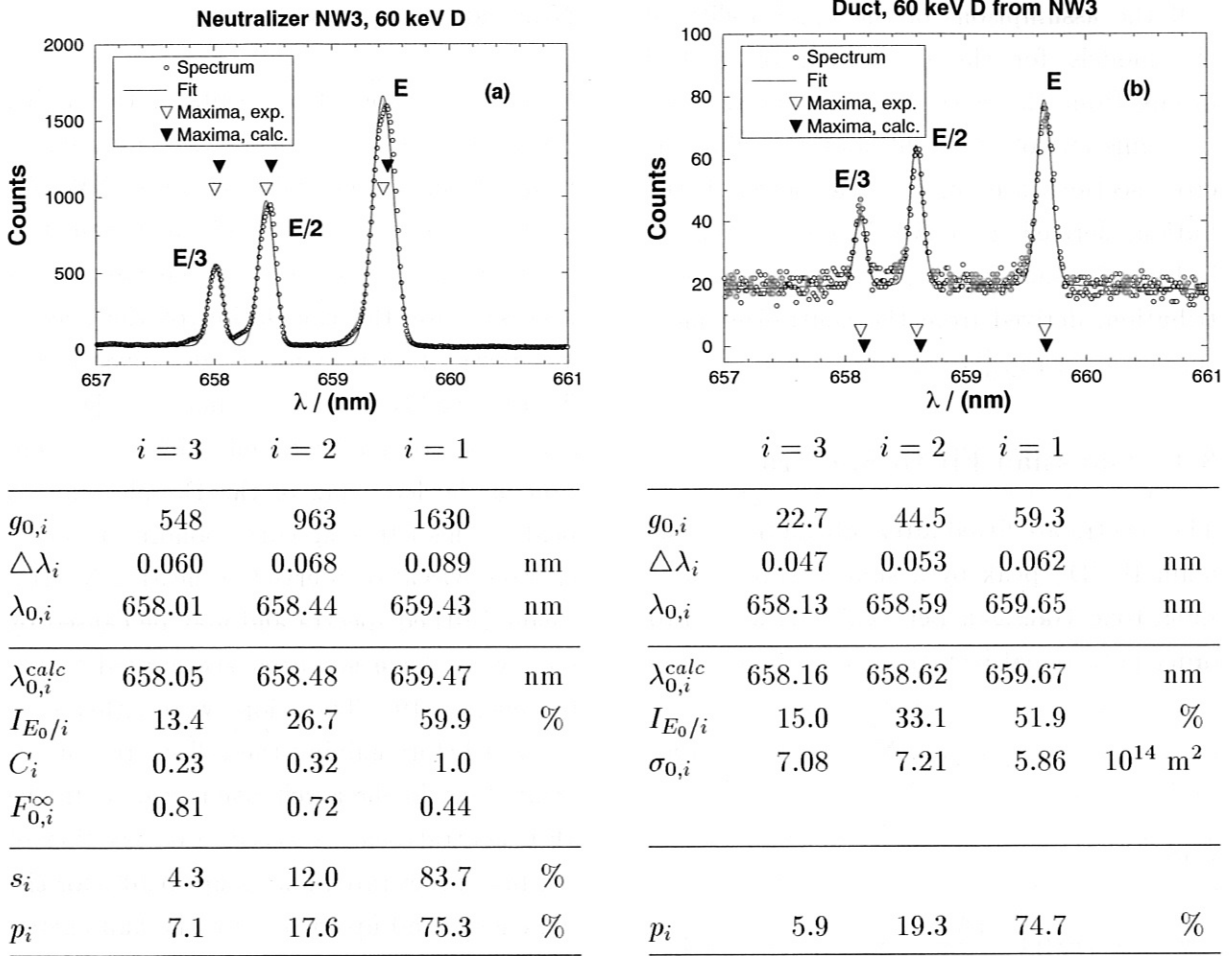 Neutralizer NW3, 60 keV D
2000
1500
1000
500
0
Counts
Spectrum
Fit
Maxima, exp.
Maxima, calc.
(a)
E
E/2
E/3
657 658 659 660 661
λ / (nm)
i = 3 i = 2 i = 1
g0,i 548 963 1630
△λi 0.060 0.068 0.089 nm
λ0,i 658.01 658.44 659.43 nm
λ0,i^calc 658.05 658.48 659.47 nm
I_E0/i 13.4 26.7 59.9 %
Ci 0.23 0.32 1.0
F0,i^∞ 0.81 0.72 0.44
si 4.3 12.0 83.7 %
pi 7.1 17.6 75.3 %
Duct, 60 keV D from NW3
100
80
60
40
20
0
Counts
Spectrum
Fit
Maxima, exp.
Maxima, calc.
(b)
E
E/2
E/3
657 658 659 660 661
λ / (nm)
i = 3 i = 2 i = 1
g0,i 22.7 44.5 59.3
△λi 0.047 0.053 0.062 nm
λ0,i 658.13 658.59 659.65 nm
λ0,i^calc 658.16 658.62 659.67 nm
I_E0/i 15.0 33.1 51.9 %
σ0,i 7.08 7.21 5.86 10^14 m^2
pi 5.9 19.3 74.7 %